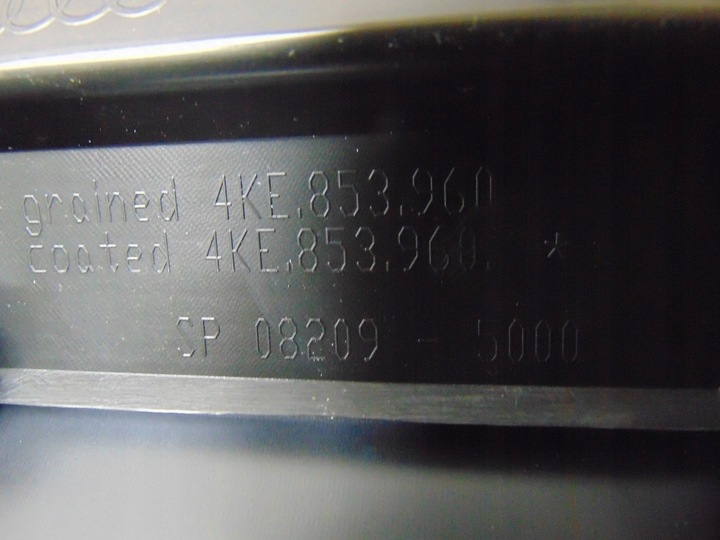 grained 4KE.853.960
coated 4KE.853.960. *
SP 08209 - 5000